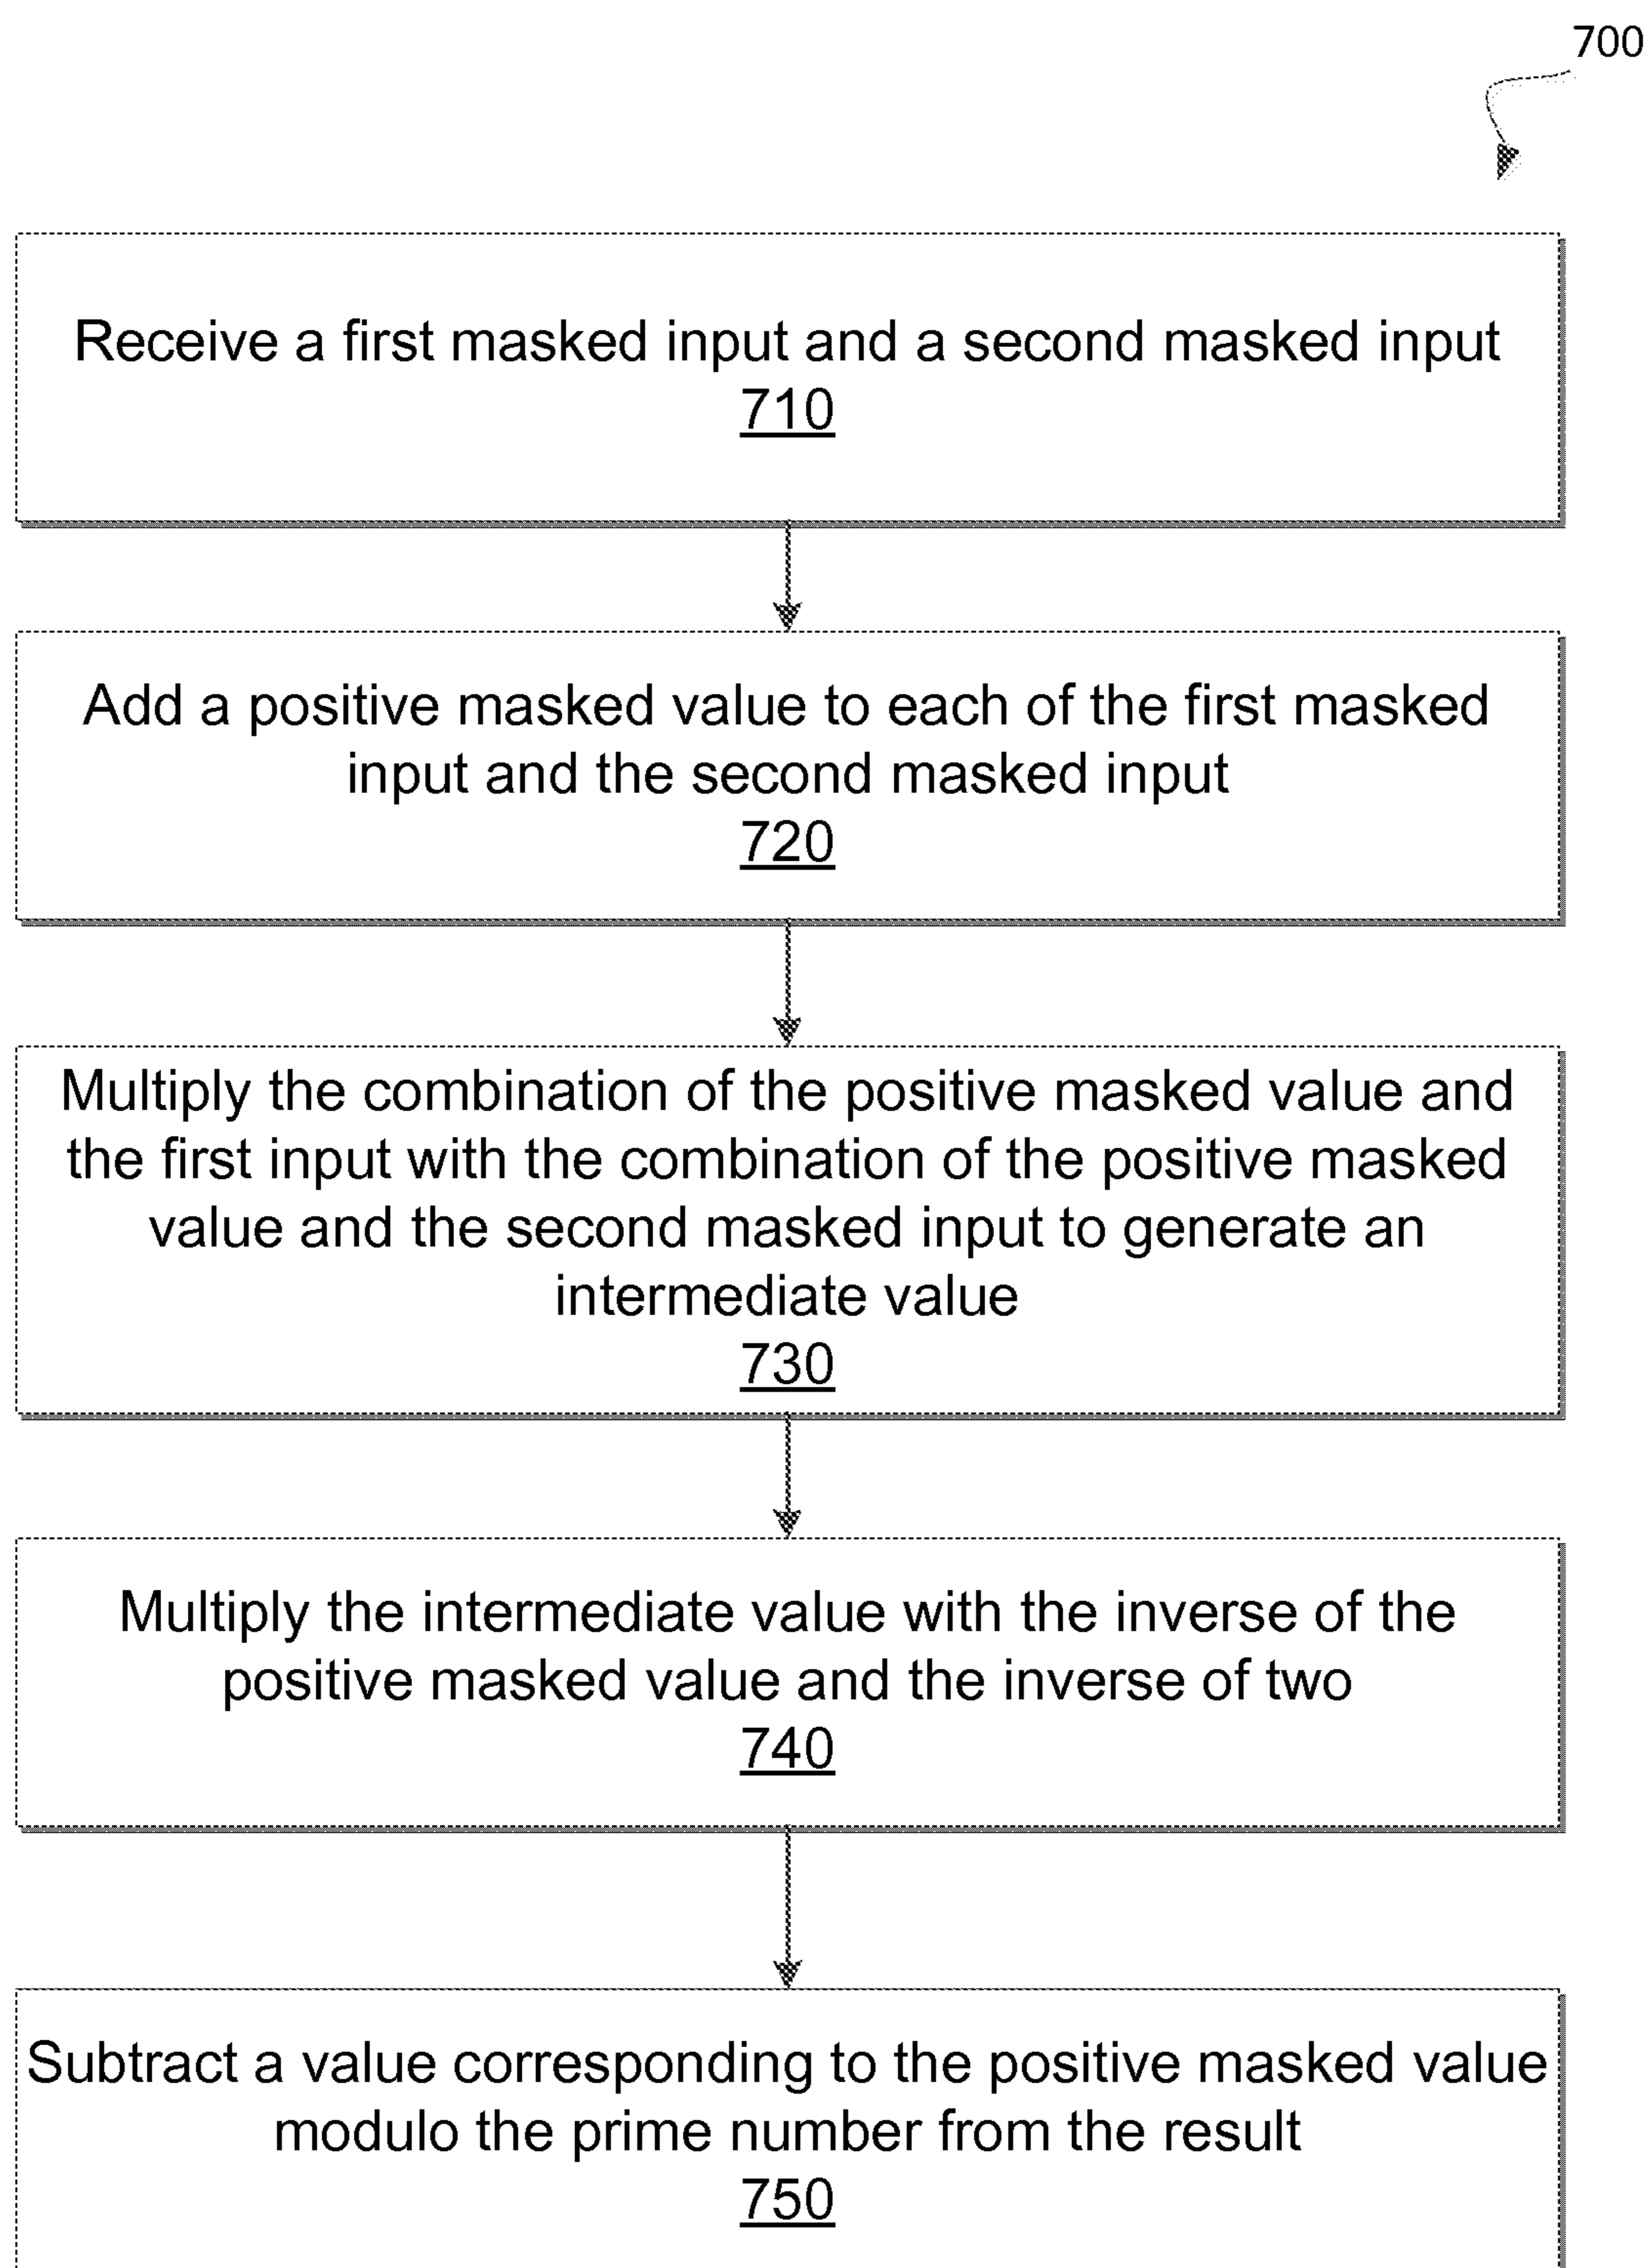 700
Receive a first masked input and a second masked input
710
Add a positive masked value to each of the first masked
input and the second masked input
720
Multiply the combination of the positive masked value and
the first input with the combination of the positive masked
value and the second masked input to generate an
intermediate value
730
Multiply the intermediate value with the inverse of the
positive masked value and the inverse of two
740
Subtract a value corresponding to the positive masked value
modulo the prime number from the result
750